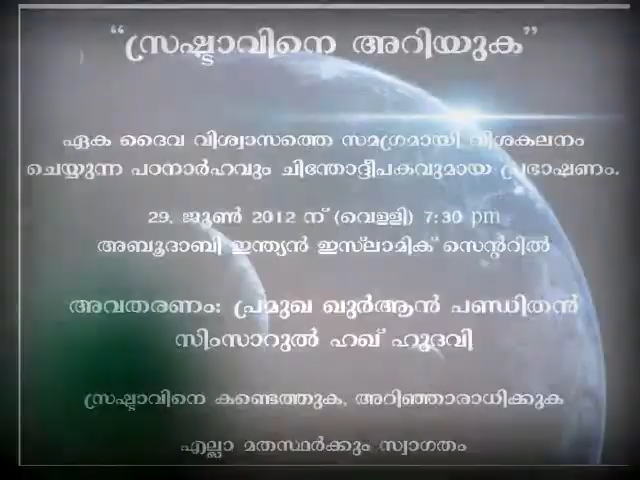 “സ്രഷ്ടാവിനെ അറിയുക”
ഏക ദൈവ വിശ്വാസത്തെ സമഗ്രമായി വിശകലനം
ചെയ്യുന്ന പഠനാർഹവും ചിന്തോദ്ദീപകവുമായ പ്രഭാഷണം.
29, ജൂൺ 2012 ന് (വെള്ളി) 7:30 pm
അബൂദാബി ഇന്ത്യൻ ഇസ്ലാമിക് സെന്ററിൽ
അവതരണം: പ്രമുഖ ഖുർആൻ പണ്ഡിതൻ
സിംസാറുൽ ഹഖ് ഹൂദവി
സ്രഷ്ടാവിനെ കണ്ടെത്തുക, അറിഞ്ഞാരാധിക്കുക
എല്ലാ മതസ്ഥർക്കും സ്വാഗതം